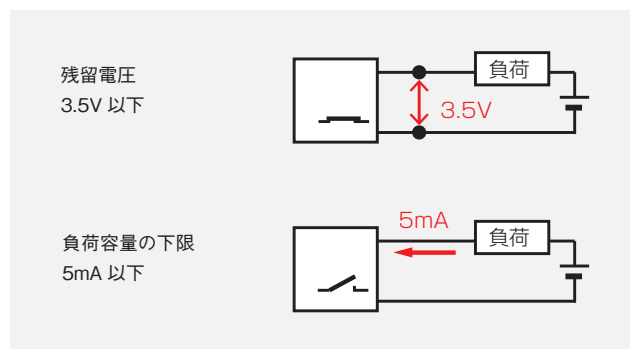 残留電圧
3.5V 以下
負荷
3.5V
負荷容量の下限
5mA 以下
5mA
負荷